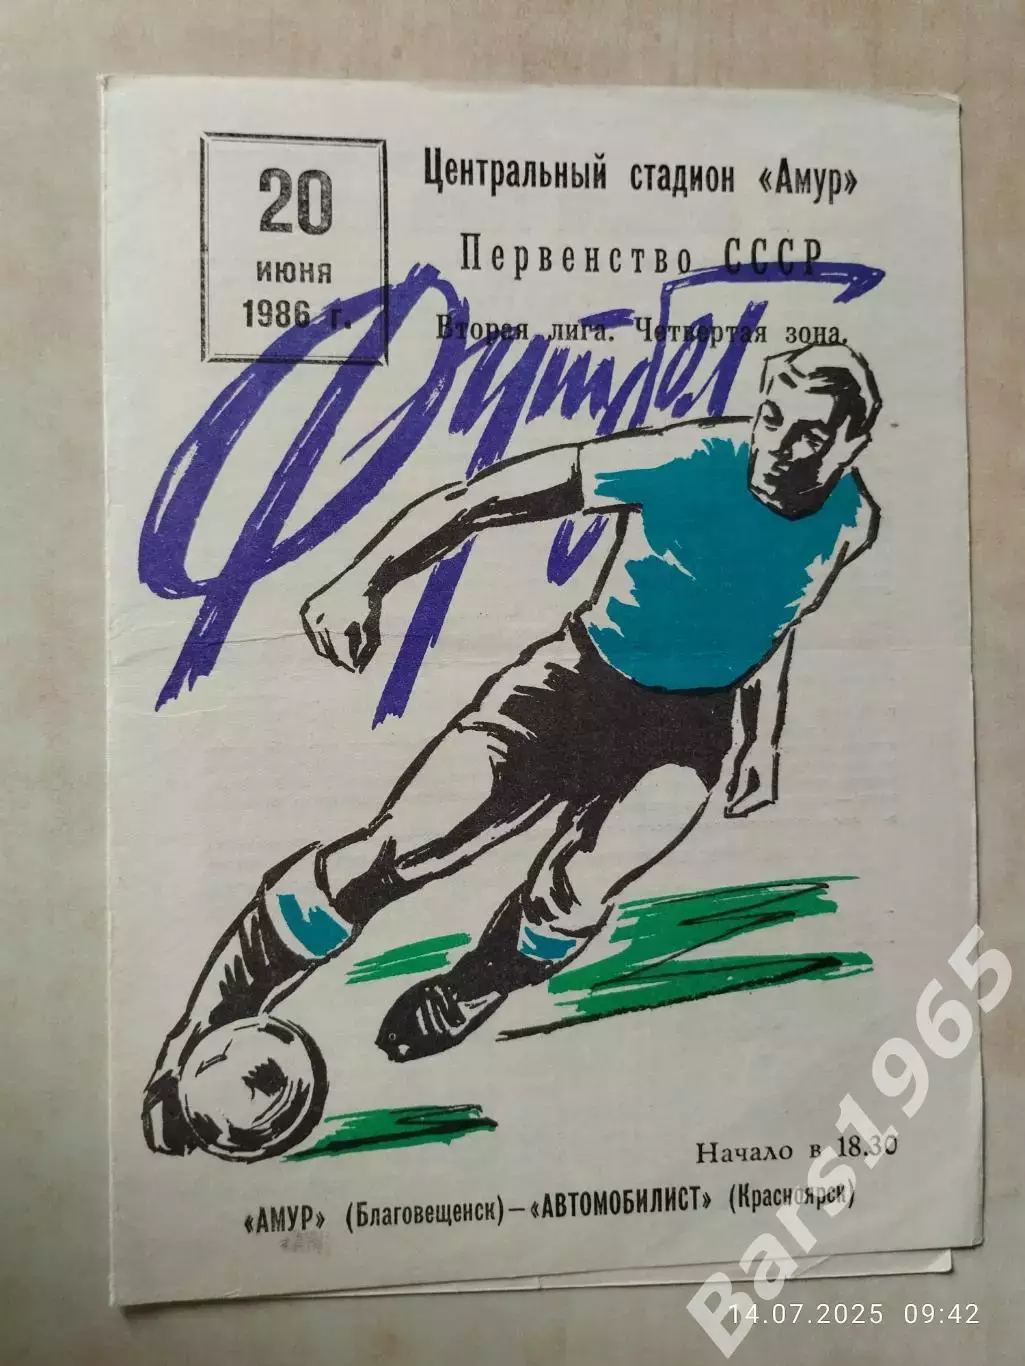 20
июня
1986 г.
Центральный стадион «Амур»
Первенство СССР
Вторая лига. Четвертая зона.
Футбол
Начало в 18.30
«АМУР» (Благовещенск)—«АВТОМОБИЛИСТ» (Красноярск)
Bars1965
14.07.2025 09:42